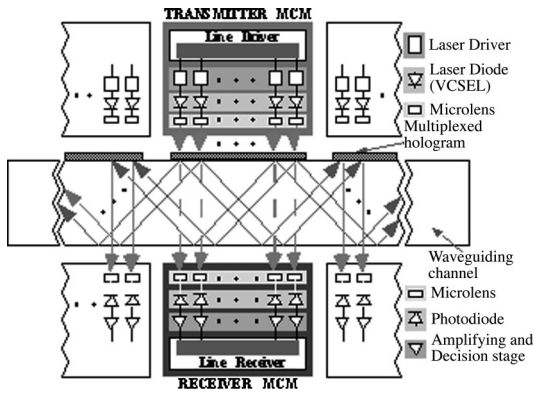 TRANSMITTER MCM
Line Driver
Laser Driver
Laser Diode
(VCSEL)
Microlens
Multiplexed
hologram
Waveguiding
channel
Microlens
Photodiode
Amplifying and
Decision stage
Line Receiver
RECEIVER MCM